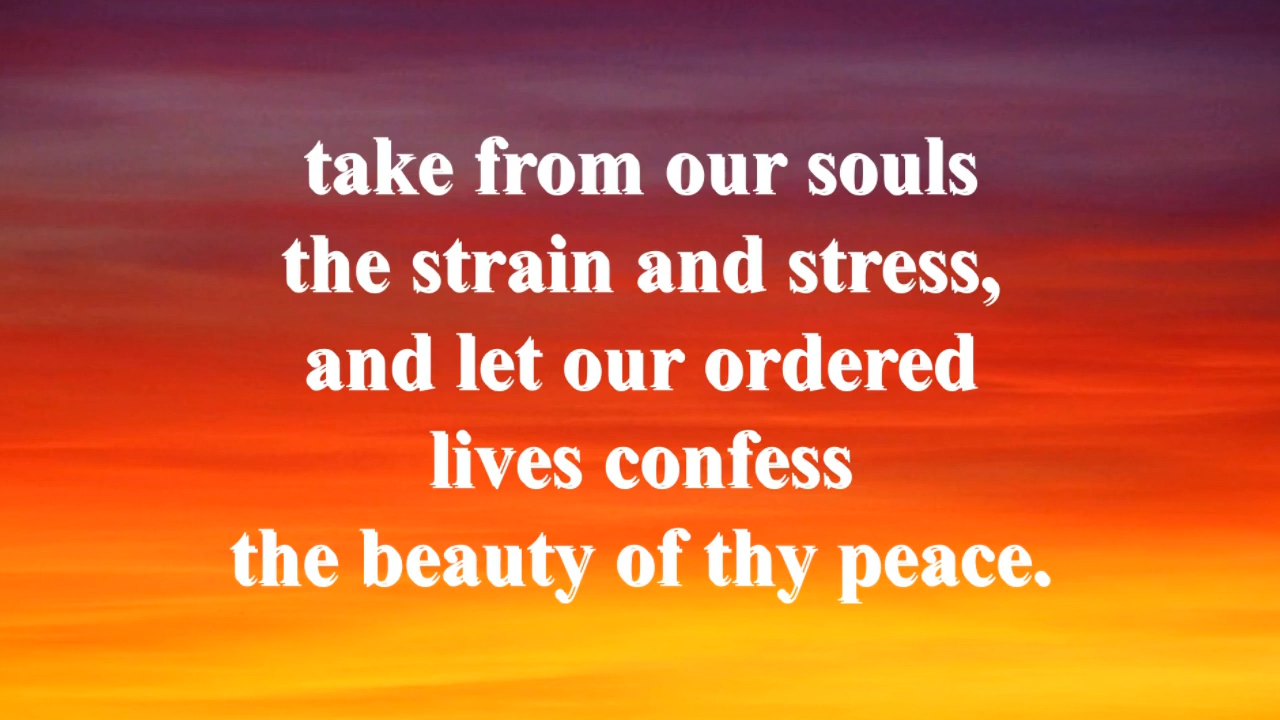 take from our souls
the strain and stress,
and let our ordered
lives confess
the beauty of thy peace.